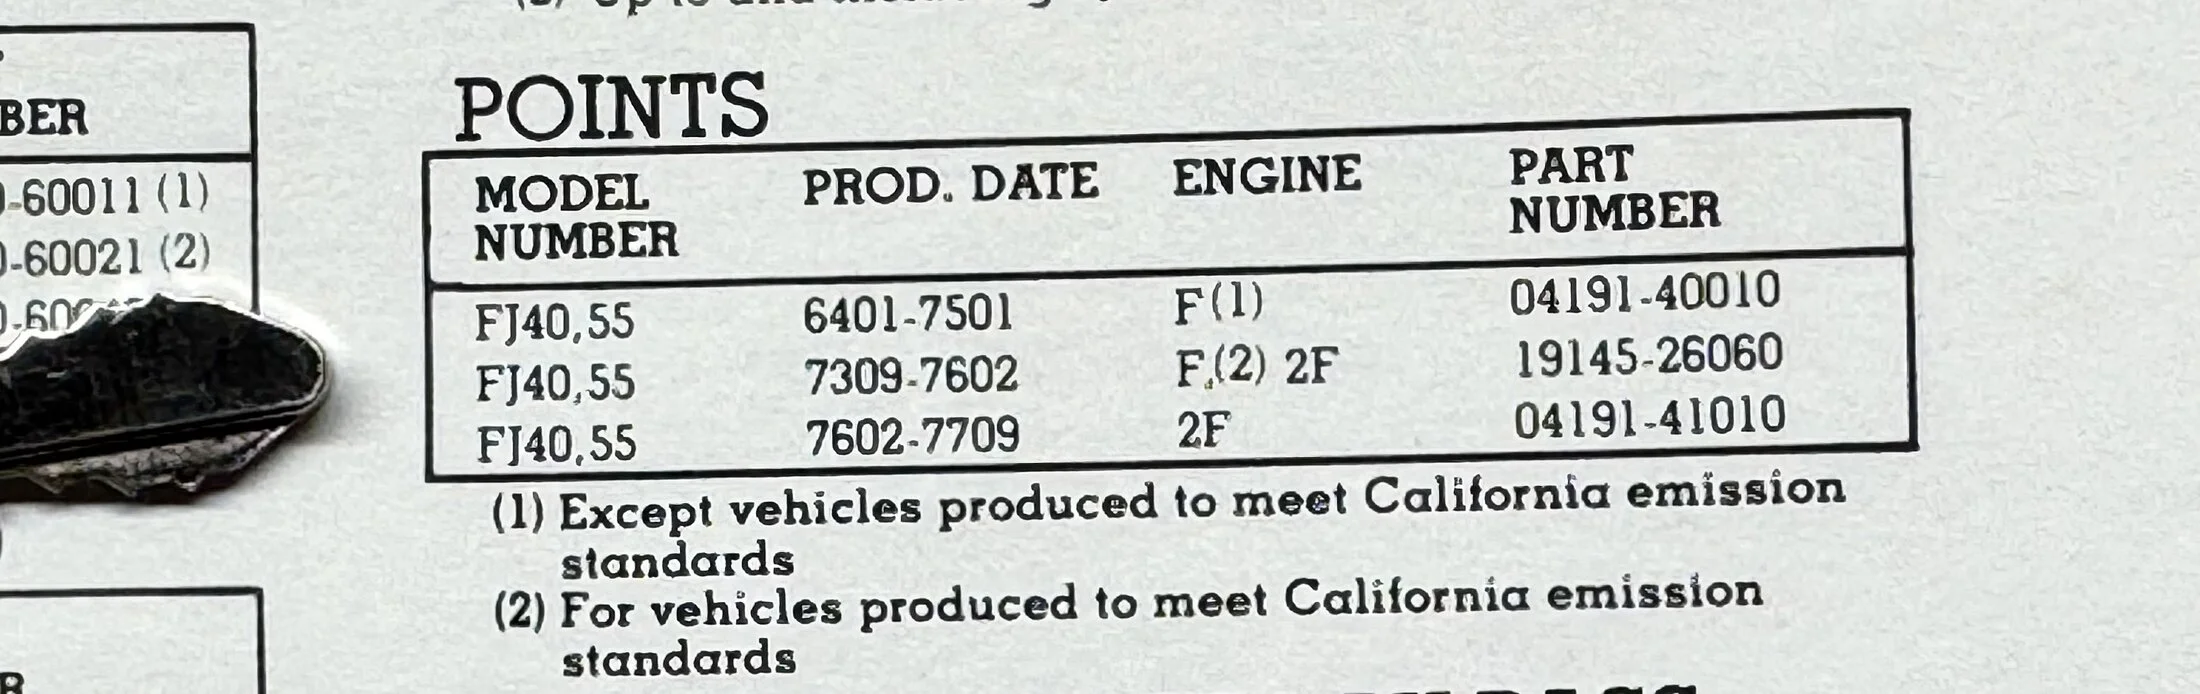 BER
-60011 (1)
-60021 (2)
POINTS
MODEL NUMBER PROD. DATE ENGINE PART NUMBER
FJ40,55 6401-7501 F(1) 04191-40010
FJ40,55 7309-7602 F,(2) 2F 19145-26060
FJ40,55 7602-7709 2F 04191-41010
(1) Except vehicles produced to meet California emission
standards
(2) For vehicles produced to meet California emission
standards